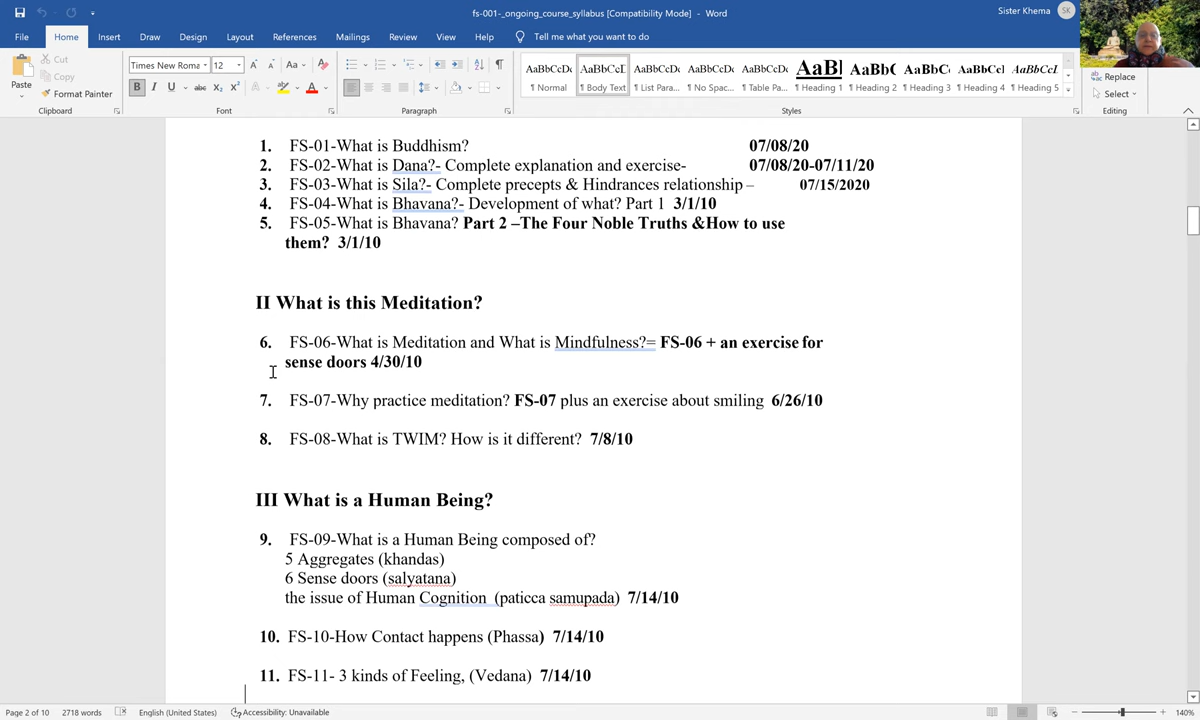 fs-001-_ongoing_course_syllabus [Compatibility Mode] - Word
Sister Khema
SK
File Home Insert Draw Design Layout References Mailings Review View Help Tell me what you want to do
Paste
Cut
Copy
Format Painter
Clipboard
Times New Roma
12
Font
Paragraph
AaBbCcDc AaBbCcD AaBbCcDc AaBbCcDc AaBbCcDc AaBl AaBb( AaBbC AaBbCcl AaBbCcL
¶ Normal ¶ Body Text ¶ List Para... ¶ No Spac... ¶ Table Pa... ¶ Heading 1 ¶ Heading 2 ¶ Heading 3 ¶ Heading 4 ¶ Heading 5
Styles
Replace
Select
Editing
1. FS-01-What is Buddhism? 07/08/20
2. FS-02-What is Dana?- Complete explanation and exercise- 07/08/20-07/11/20
3. FS-03-What is Sila?- Complete precepts & Hindrances relationship – 07/15/2020
4. FS-04-What is Bhavana?- Development of what? Part 1 3/1/10
5. FS-05-What is Bhavana? Part 2 –The Four Noble Truths &How to use
them? 3/1/10
II What is this Meditation?
6. FS-06-What is Meditation and What is Mindfulness?= FS-06 + an exercise for
sense doors 4/30/10
7. FS-07-Why practice meditation? FS-07 plus an exercise about smiling 6/26/10
8. FS-08-What is TWIM? How is it different? 7/8/10
III What is a Human Being?
9. FS-09-What is a Human Being composed of?
5 Aggregates (khandas)
6 Sense doors (salyatana)
the issue of Human Cognition (paticca samupada) 7/14/10
10. FS-10-How Contact happens (Phassa) 7/14/10
11. FS-11- 3 kinds of Feeling, (Vedana) 7/14/10
Page 2 of 10 2718 words English (United States) Accessibility: Unavailable 140%